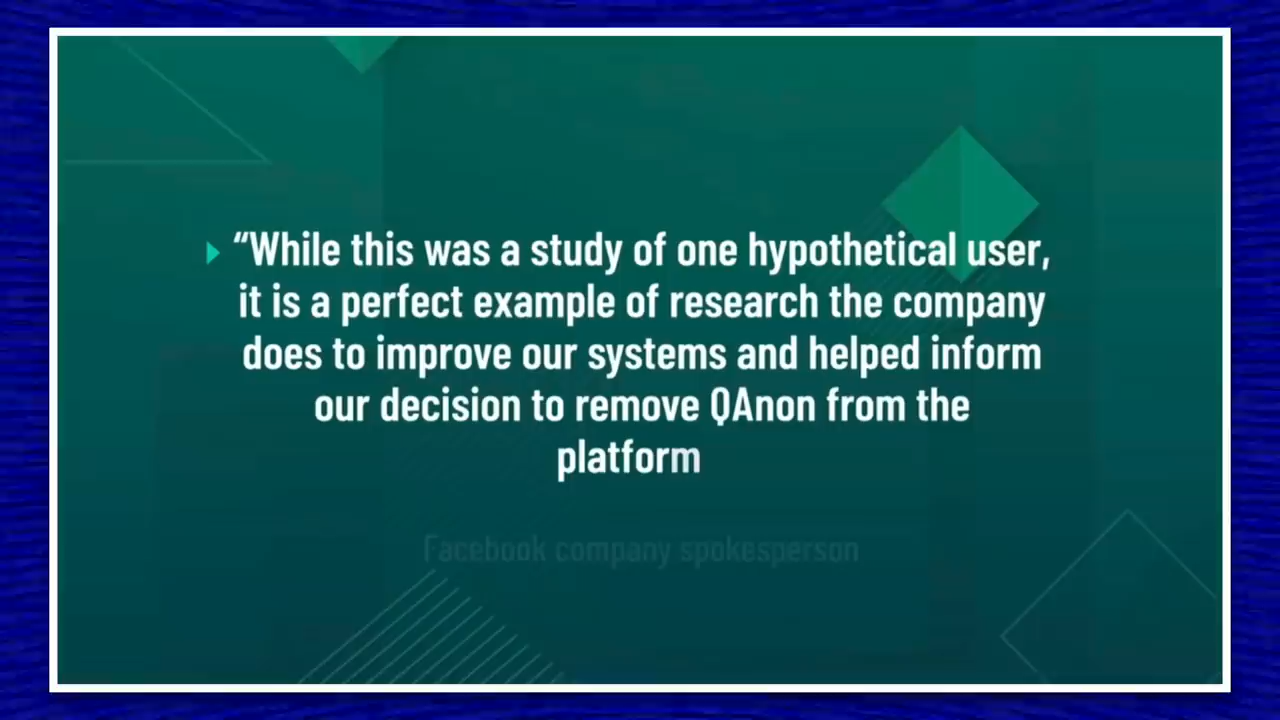 “While this was a study of one hypothetical user,
it is a perfect example of research the company
does to improve our systems and helped inform
our decision to remove QAnon from the
platform
Facebook company spokesperson